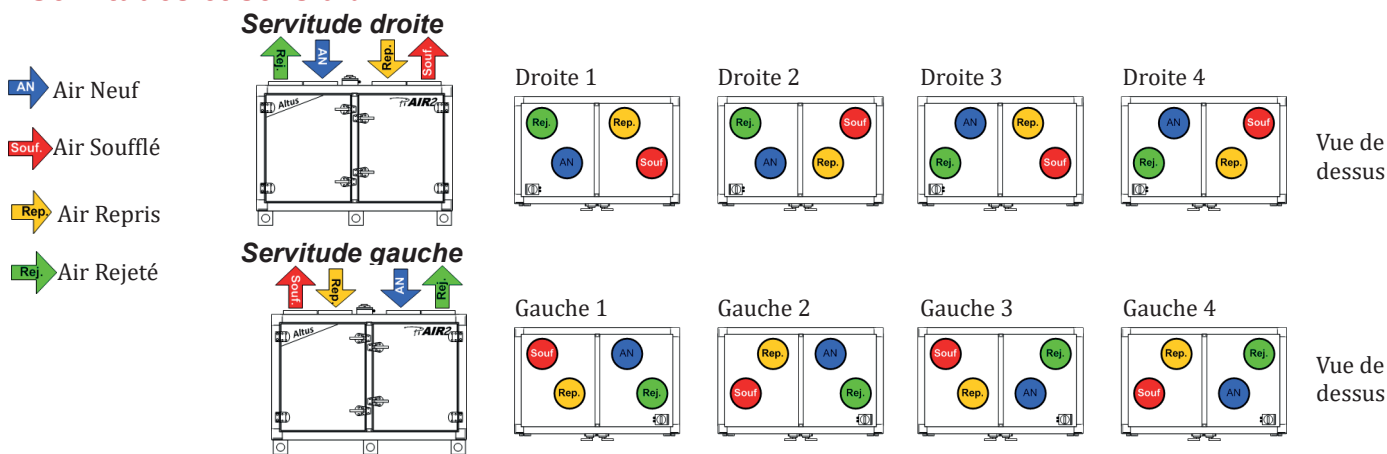 Servitude droite
Rej. AN Rep. Souf.
Altus AIR2
AN Air Neuf
Souf. Air Soufflé
Rep. Air Repris
Rej. Air Rejeté
Droite 1 Droite 2 Droite 3 Droite 4
Rej. Rep. Rej. Souf AN Rep. AN Souf
AN Souf AN Rep. Rej. Souf Rej. Rep.
Vue de
dessus
Servitude gauche
Souf. Rep. AN Rej.
Altus AIR2
Gauche 1 Gauche 2 Gauche 3 Gauche 4
Souf AN Rep. AN Souf Rej. Rep. Rej.
Rep. Rej. Souf Rej. Rep. AN Souf AN
Vue de
dessus